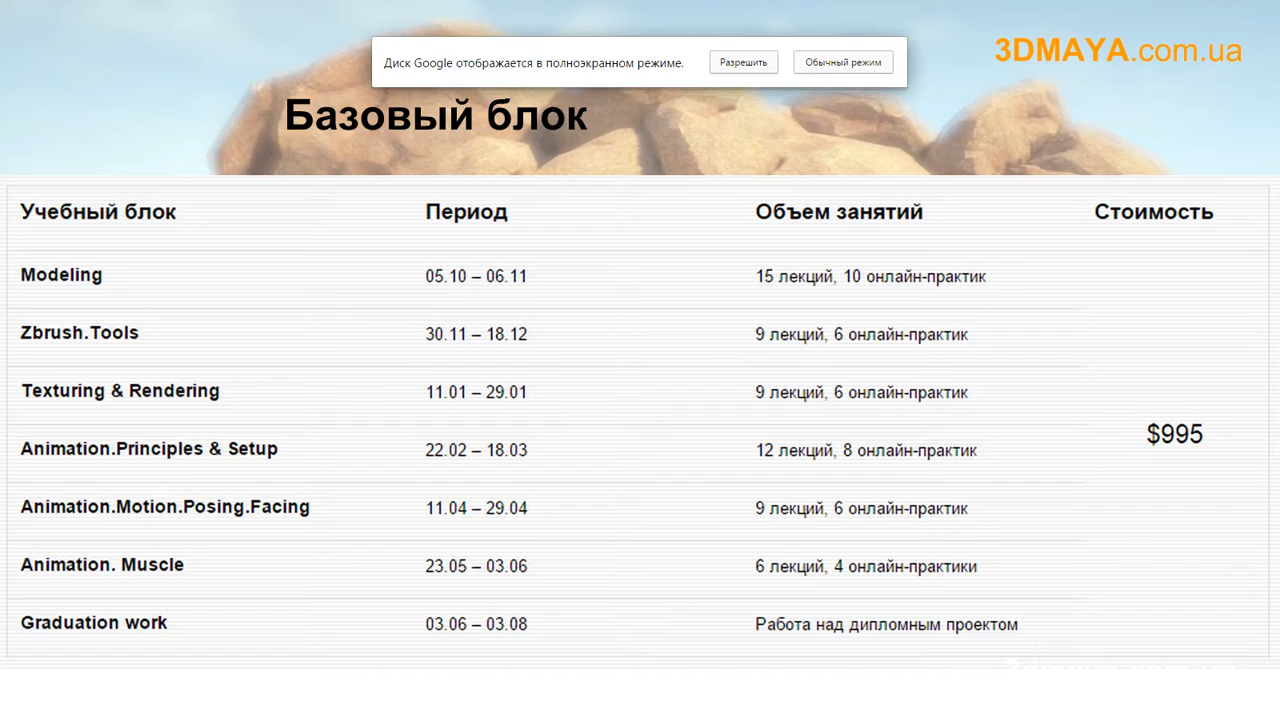 3DMAYA.com.ua
Диск Google отображается в полноэкранном режиме. Разрешить Обычный режим
Базовый блок
Учебный блок Период Объем занятий Стоимость
Modeling 05.10 – 06.11 15 лекций, 10 онлайн-практик
Zbrush.Tools 30.11 – 18.12 9 лекций, 6 онлайн-практик
Texturing & Rendering 11.01 – 29.01 9 лекций, 6 онлайн-практик
$995
Animation.Principles & Setup 22.02 – 18.03 12 лекций, 8 онлайн-практик
Animation.Motion.Posing.Facing 11.04 – 29.04 9 лекций, 6 онлайн-практик
Animation. Muscle 23.05 – 03.06 6 лекций, 4 онлайн-практики
Graduation work 03.06 – 03.08 Работа над дипломным проектом